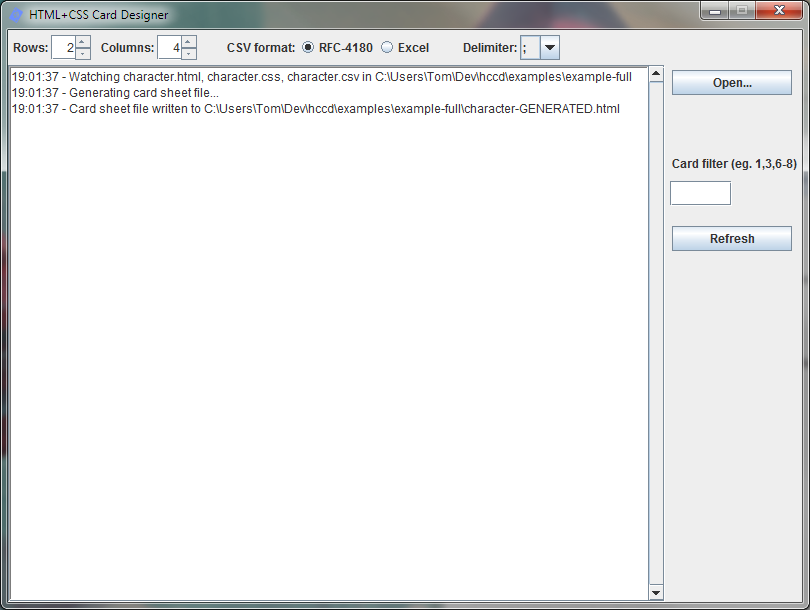 HTML+CSS Card Designer
Rows: 2 Columns: 4 CSV format: RFC-4180 Excel Delimiter: ;
19:01:37 - Watching character.html, character.css, character.csv in C:\Users\Tom\Dev\hccd\examples\example-full
19:01:37 - Generating card sheet file...
19:01:37 - Card sheet file written to C:\Users\Tom\Dev\hccd\examples\example-full\character-GENERATED.html
Open...
Card filter (eg. 1,3,6-8)
Refresh